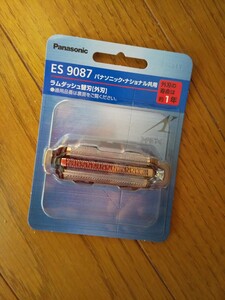 Panasonic
ES 9087 パナソニック・ナショナル共用
ラムダッシュ替刃[外刃]
●適用品番は裏面をご覧ください。